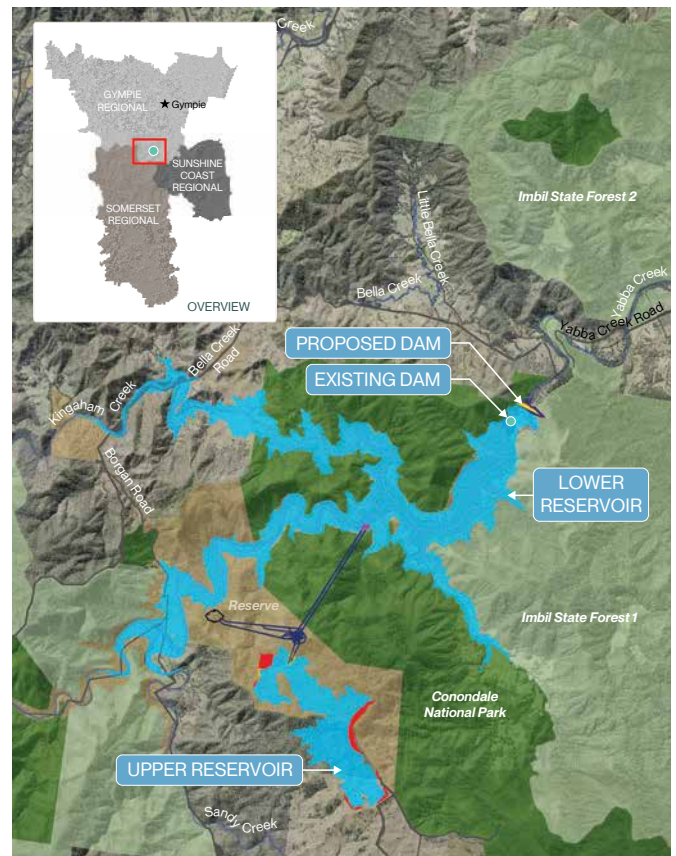 Creek
GYMPIE
REGIONAL
Gympie
SUNSHINE
COAST
REGIONAL
SOMERSET
REGIONAL
OVERVIEW
Imbil State Forest 2
Little Bella Creek
Bella Creek
Yabba Creek
Yabba Creek Road
PROPOSED DAM
EXISTING DAM
Bella Creek
Road
Kingaham Creek
Borgan Road
LOWER
RESERVOIR
Reserve
Imbil State Forest 1
Conondale
National Park
UPPER RESERVOIR
Sandy Creek